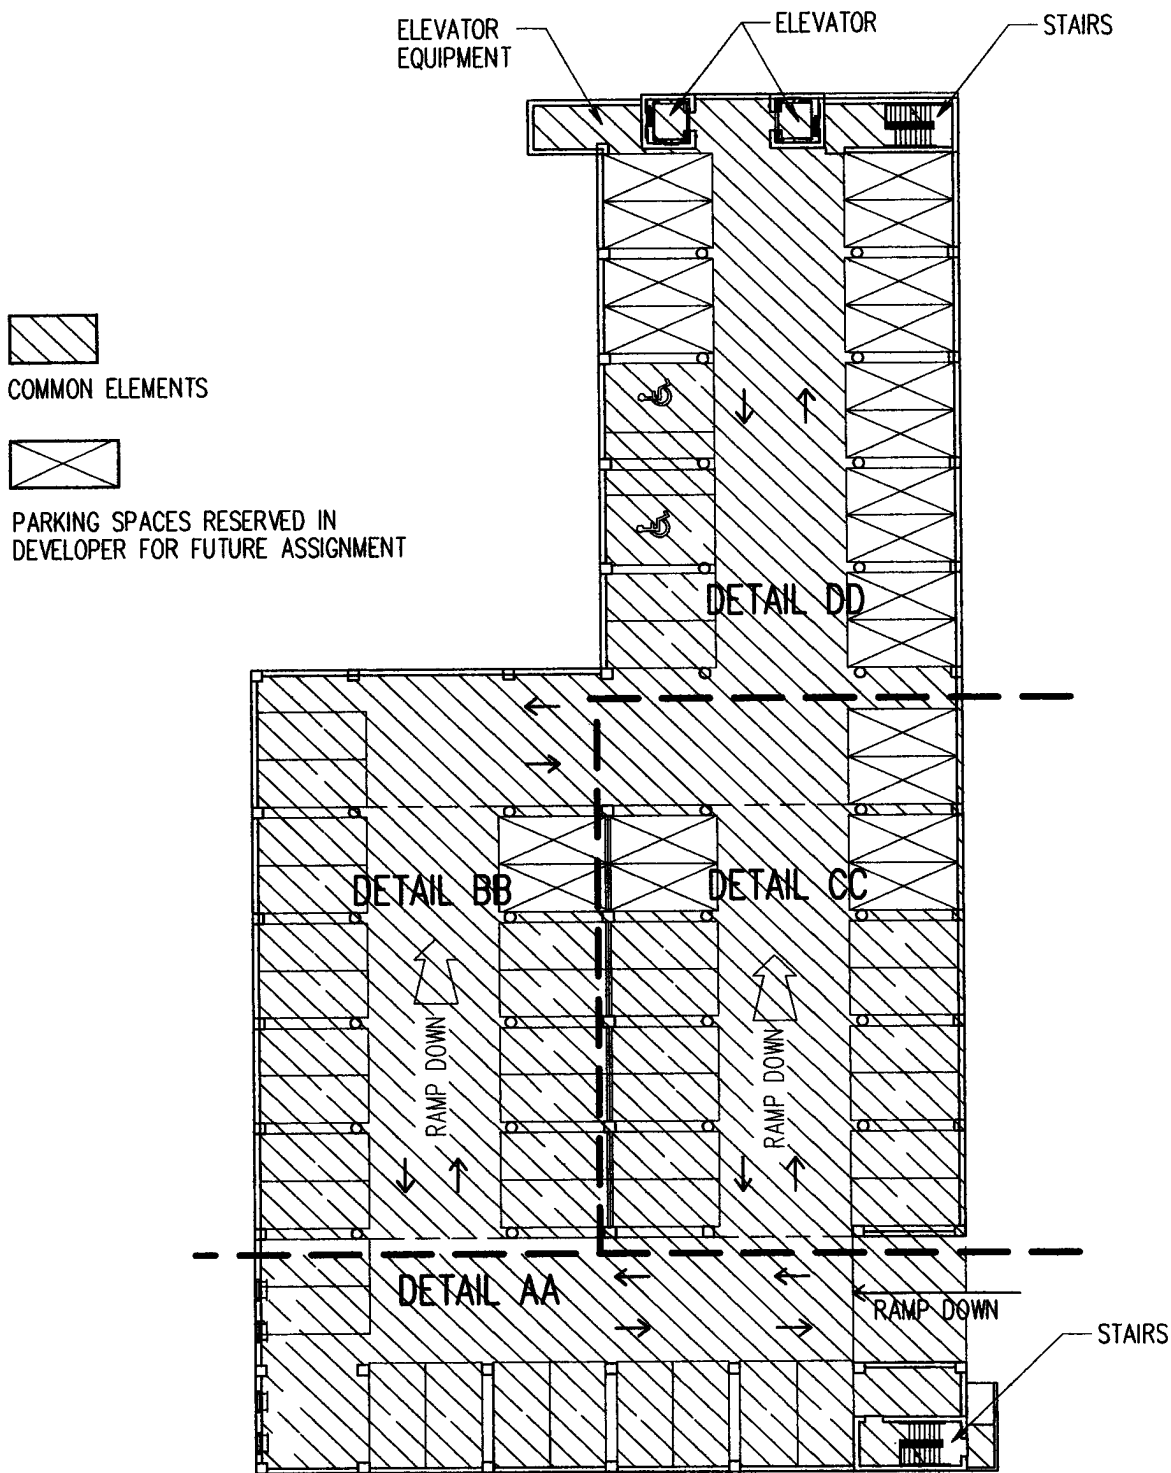 ELEVATOR
EQUIPMENT
ELEVATOR
STAIRS
COMMON ELEMENTS
PARKING SPACES RESERVED IN
DEVELOPER FOR FUTURE ASSIGNMENT
DETAIL DD
DETAIL BB
DETAIL CC
RAMP DOWN
RAMP DOWN
DETAIL AA
RAMP DOWN
STAIRS